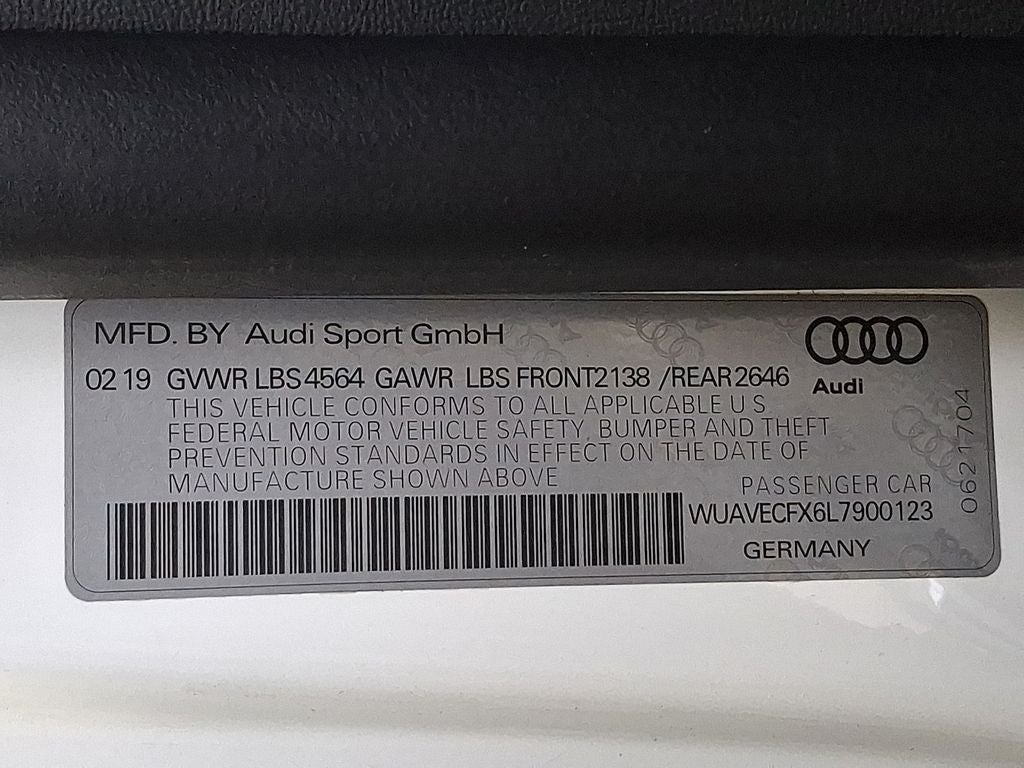 MFD. BY Audi Sport GmbH
02 19 GVWR LBS 4564 GAWR LBS FRONT2138 /REAR 2646
Audi
THIS VEHICLE CONFORMS TO ALL APPLICABLE U S
FEDERAL MOTOR VEHICLE SAFETY, BUMPER AND THEFT
PREVENTION STANDARDS IN EFFECT ON THE DATE OF
MANUFACTURE SHOWN ABOVE
PASSENGER CAR
WUAVECFX6L7900123
GERMANY
0621704